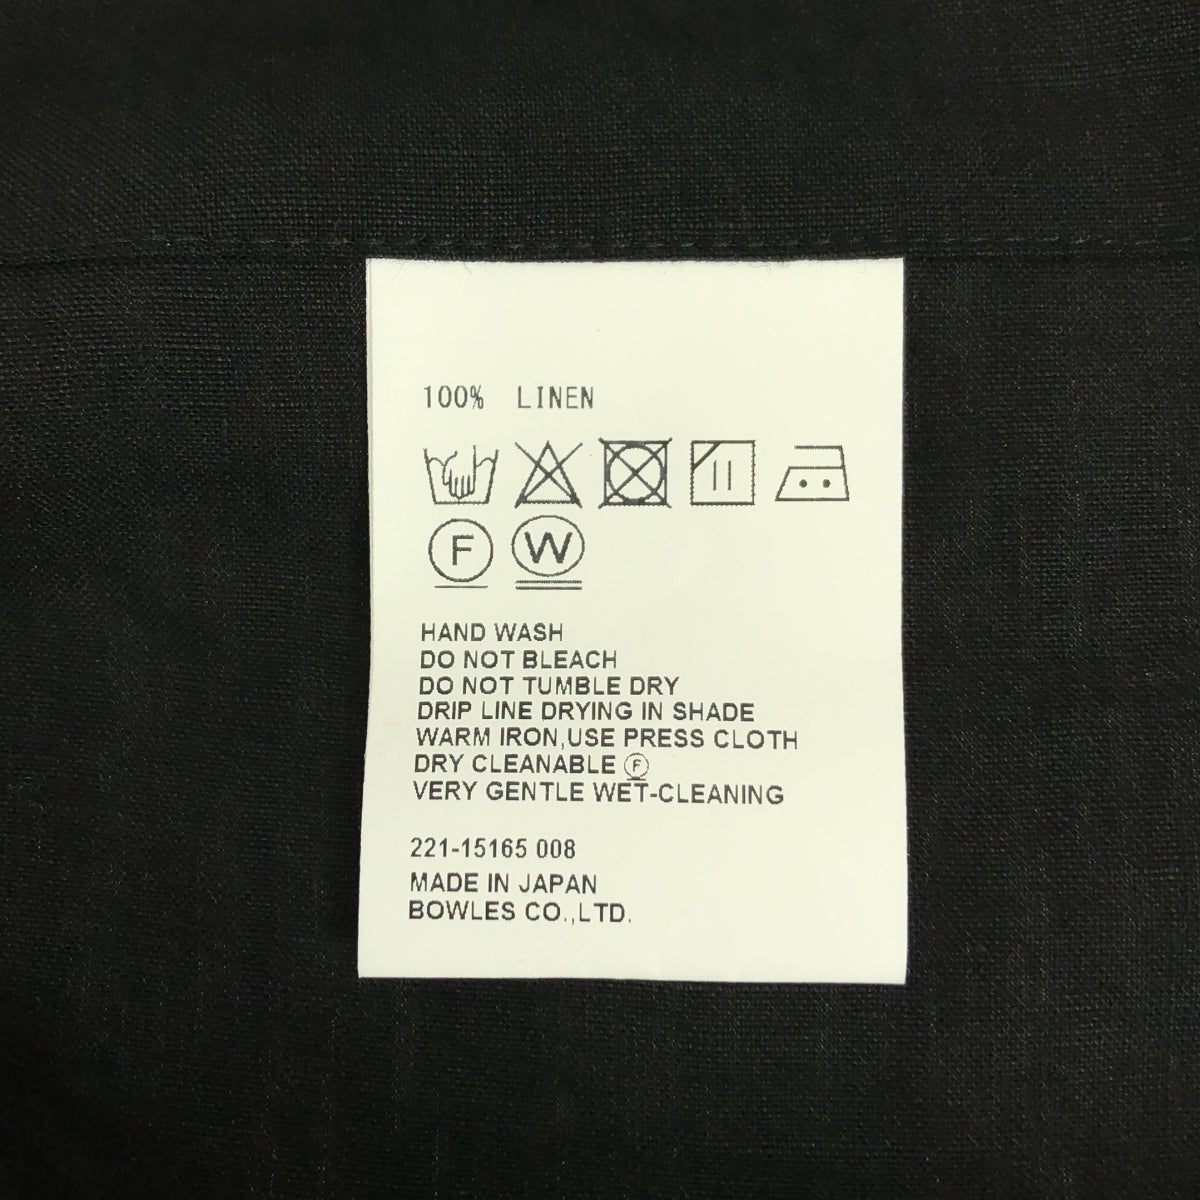 100% LINEN
F W
HAND WASH
DO NOT BLEACH
DO NOT TUMBLE DRY
DRIP LINE DRYING IN SHADE
WARM IRON,USE PRESS CLOTH
DRY CLEANABLE Ⓕ
VERY GENTLE WET-CLEANING
221-15165 008
MADE IN JAPAN
BOWLES CO.,LTD.